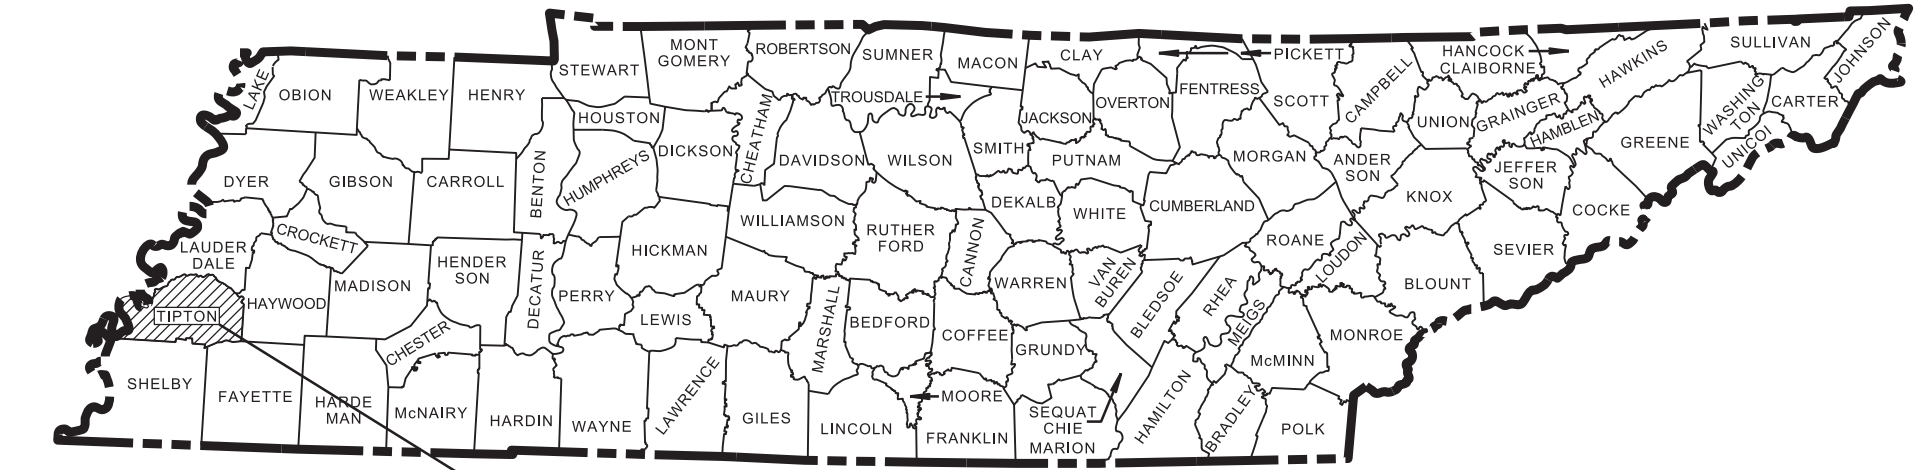 LAKE
OBION
WEAKLEY
HENRY
STEWART
MONT
GOMERY
ROBERTSON
SUMNER
MACON
CLAY
PICKETT
HANCOCK
CLAIBORNE
HAWKINS
SULLIVAN
JOHNSON
TROUSDALE
HOUSTON
CHEATHAM
JACKSON
OVERTON
FENTRESS
SCOTT
CAMPBELL
UNION
GRAINGER
HAMBLEN
GREENE
WASHING
TON
CARTER
UNICOI
DYER
GIBSON
CARROLL
BENTON
HUMPHREYS
DICKSON
DAVIDSON
WILSON
SMITH
PUTNAM
MORGAN
ANDER
SON
KNOX
JEFFER
SON
COCKE
LAUDER
DALE
CROCKETT
HICKMAN
WILLIAMSON
RUTHER
FORD
CANNON
DEKALB
WHITE
CUMBERLAND
ROANE
LOUDON
BLOUNT
SEVIER
TIPTON
HAYWOOD
MADISON
HENDER
SON
DECATUR
PERRY
LEWIS
MAURY
MARSHALL
BEDFORD
COFFEE
WARREN
VAN
BUREN
BLEDSOE
RHEA
MEIGS
MONROE
CHESTER
GRUNDY
McMINN
SHELBY
FAYETTE
HARDE
MAN
McNAIRY
HARDIN
WAYNE
LAWRENCE
GILES
LINCOLN
MOORE
FRANKLIN
SEQUAT
CHIE
MARION
HAMILTON
BRADLEY
POLK